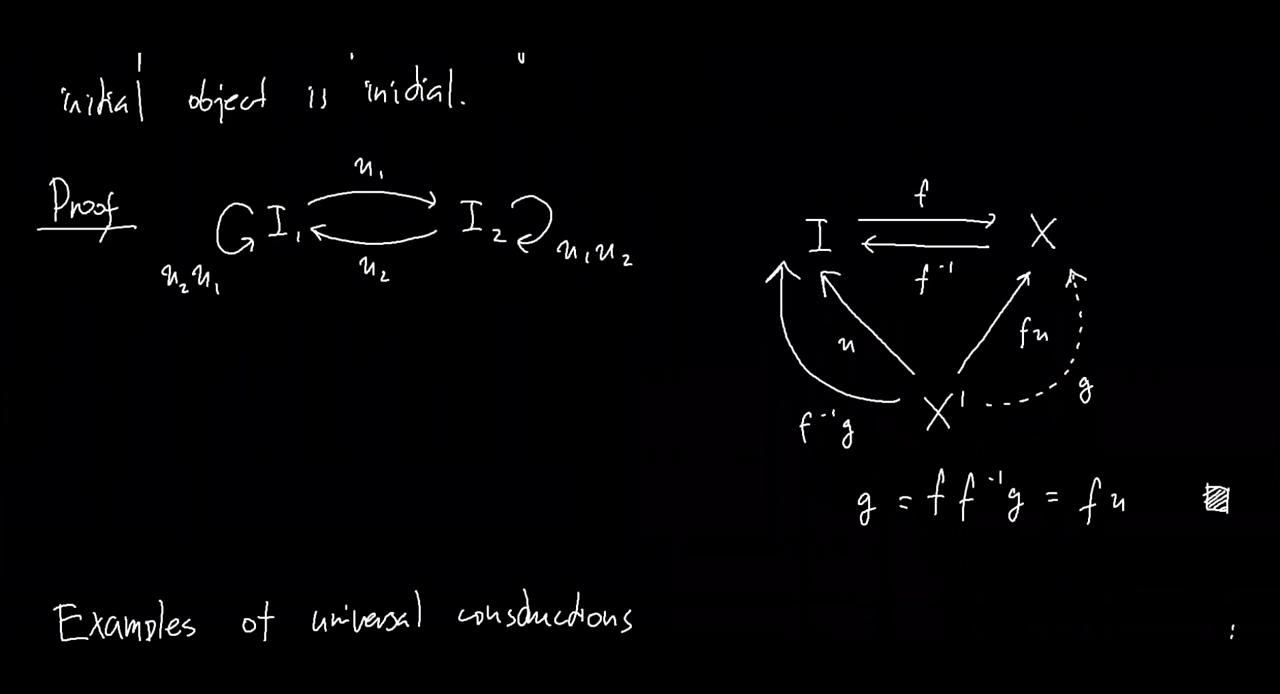 initial object is initial.
Proof
u₁
I₁ I₂
u₂u₁ u₂ u₁u₂
f
I X
f⁻¹
u fu
f⁻¹g X' g
g = f f⁻¹g = fu
Examples of universal constructions